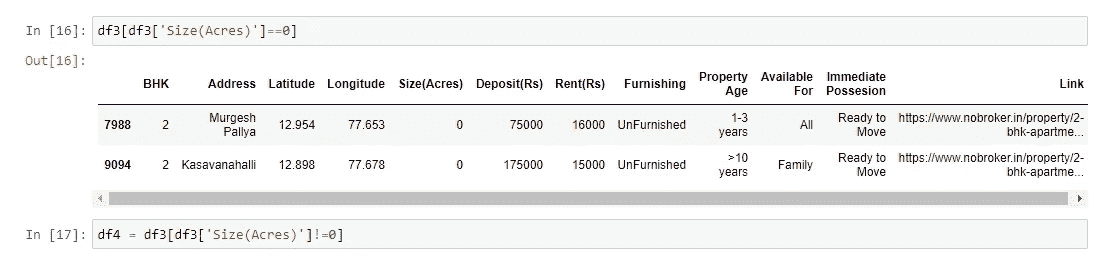 In [16]: df3[df3['Size(Acres)']==0]
Out[16]:
BHK Address Latitude Longitude Size(Acres) Deposit(Rs) Rent(Rs) Furnishing Property Age Available For Immediate Possesion Link
7988 2 Murgesh Pallya 12.954 77.653 0 75000 16000 UnFurnished 1-3 years All Ready to Move https://www.nobroker.in/property/2-bhk-apartme...
9094 2 Kasavanahalli 12.898 77.678 0 175000 15000 UnFurnished >10 years Family Ready to Move https://www.nobroker.in/property/2-bhk-apartme...
In [17]: df4 = df3[df3['Size(Acres)']!=0]